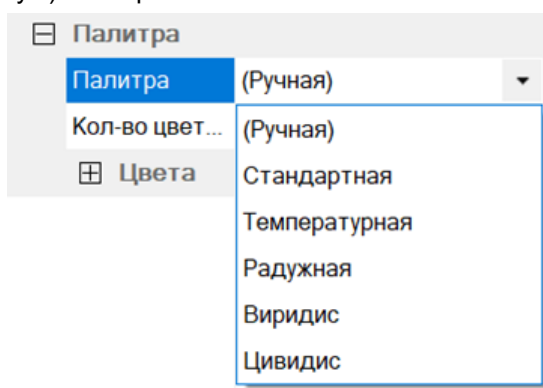 Палитра
Палитра (Ручная)
Кол-во цвет... (Ручная)
Цвета Стандартная
Температурная
Радужная
Виридис
Цивидис